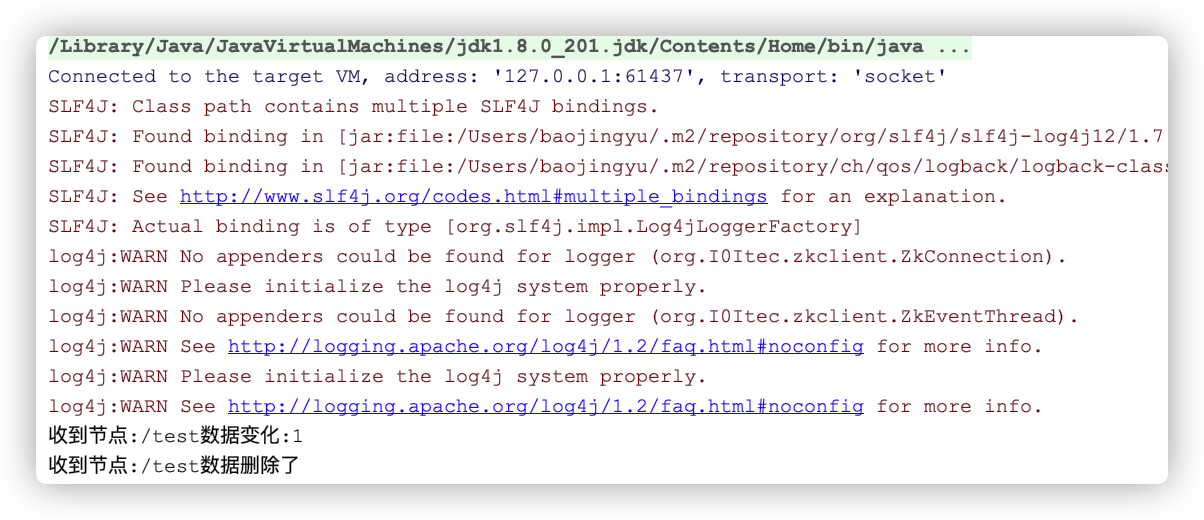 /Library/Java/JavaVirtualMachines/jdk1.8.0_201.jdk/Contents/Home/bin/java ...
Connected to the target VM, address: '127.0.0.1:61437', transport: 'socket'
SLF4J: Class path contains multiple SLF4J bindings.
SLF4J: Found binding in [jar:file:/Users/baojingyu/.m2/repository/org/slf4j/slf4j-log4j12/1.7
SLF4J: Found binding in [jar:file:/Users/baojingyu/.m2/repository/ch/qos/logback/logback-clas
SLF4J: See http://www.slf4j.org/codes.html#multiple_bindings for an explanation.
SLF4J: Actual binding is of type [org.slf4j.impl.Log4jLoggerFactory]
log4j:WARN No appenders could be found for logger (org.I0Itec.zkclient.ZkConnection).
log4j:WARN Please initialize the log4j system properly.
log4j:WARN No appenders could be found for logger (org.I0Itec.zkclient.ZkEventThread).
log4j:WARN See http://logging.apache.org/log4j/1.2/faq.html#noconfig for more info.
log4j:WARN Please initialize the log4j system properly.
log4j:WARN See http://logging.apache.org/log4j/1.2/faq.html#noconfig for more info.
收到节点:/test数据变化:1
收到节点:/test数据删除了